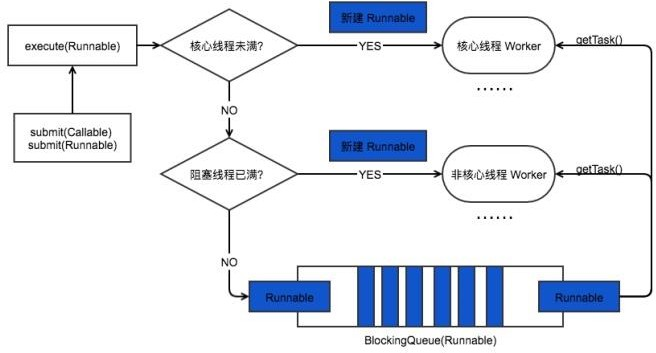 新建 Runnable
execute(Runnable)
核心线程未满?
YES
核心线程 Worker
getTask()
......
NO
submit(Callable)
submit(Runnable)
新建 Runnable
阻塞线程已满?
YES
非核心线程 Worker
getTask()
......
NO
Runnable
Runnable
BlockingQueue(Runnable)